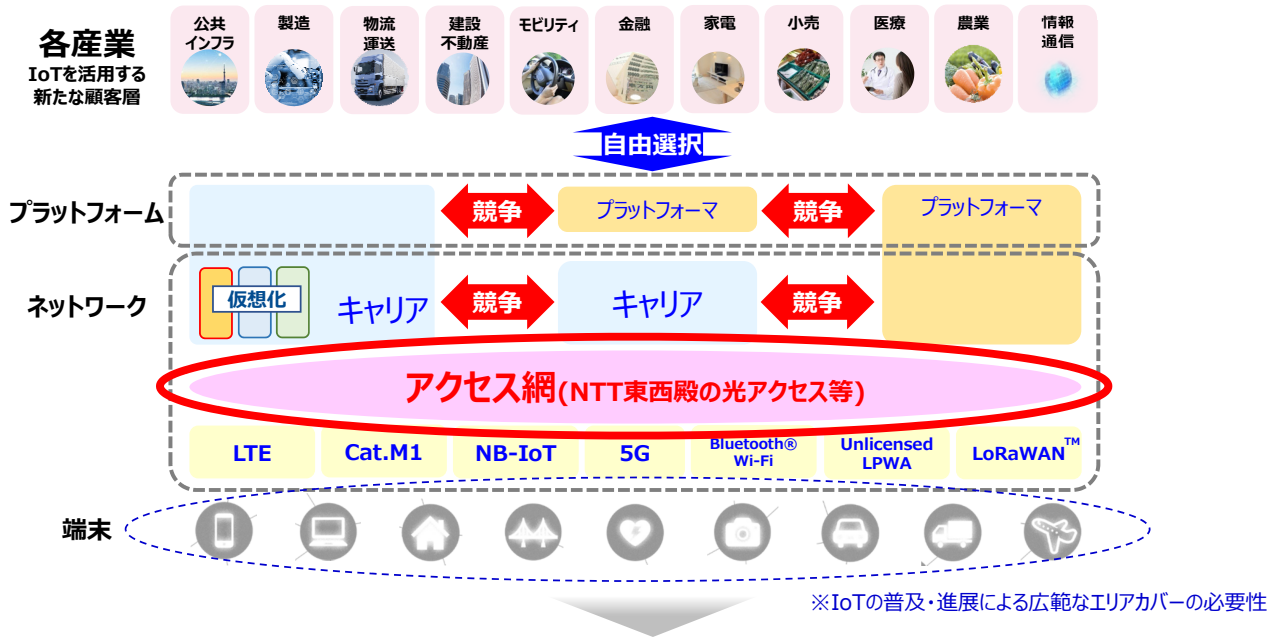 各産業
IoTを活用する
新たな顧客層
公共
インフラ
製造
物流
運送
建設
不動産
モビリティ
金融
家電
小売
医療
農業
情報
通信
自由選択
プラットフォーム
競争
プラットフォーマ
競争
プラットフォーマ
ネットワーク
仮想化
キャリア
競争
キャリア
競争
アクセス網(NTT東西殿の光アクセス等)
LTE
Cat.M1
NB-IoT
5G
Bluetooth®
Wi-Fi
Unlicensed
LPWA
LoRaWAN™
端末
※IoTの普及・進展による広範なエリアカバーの必要性